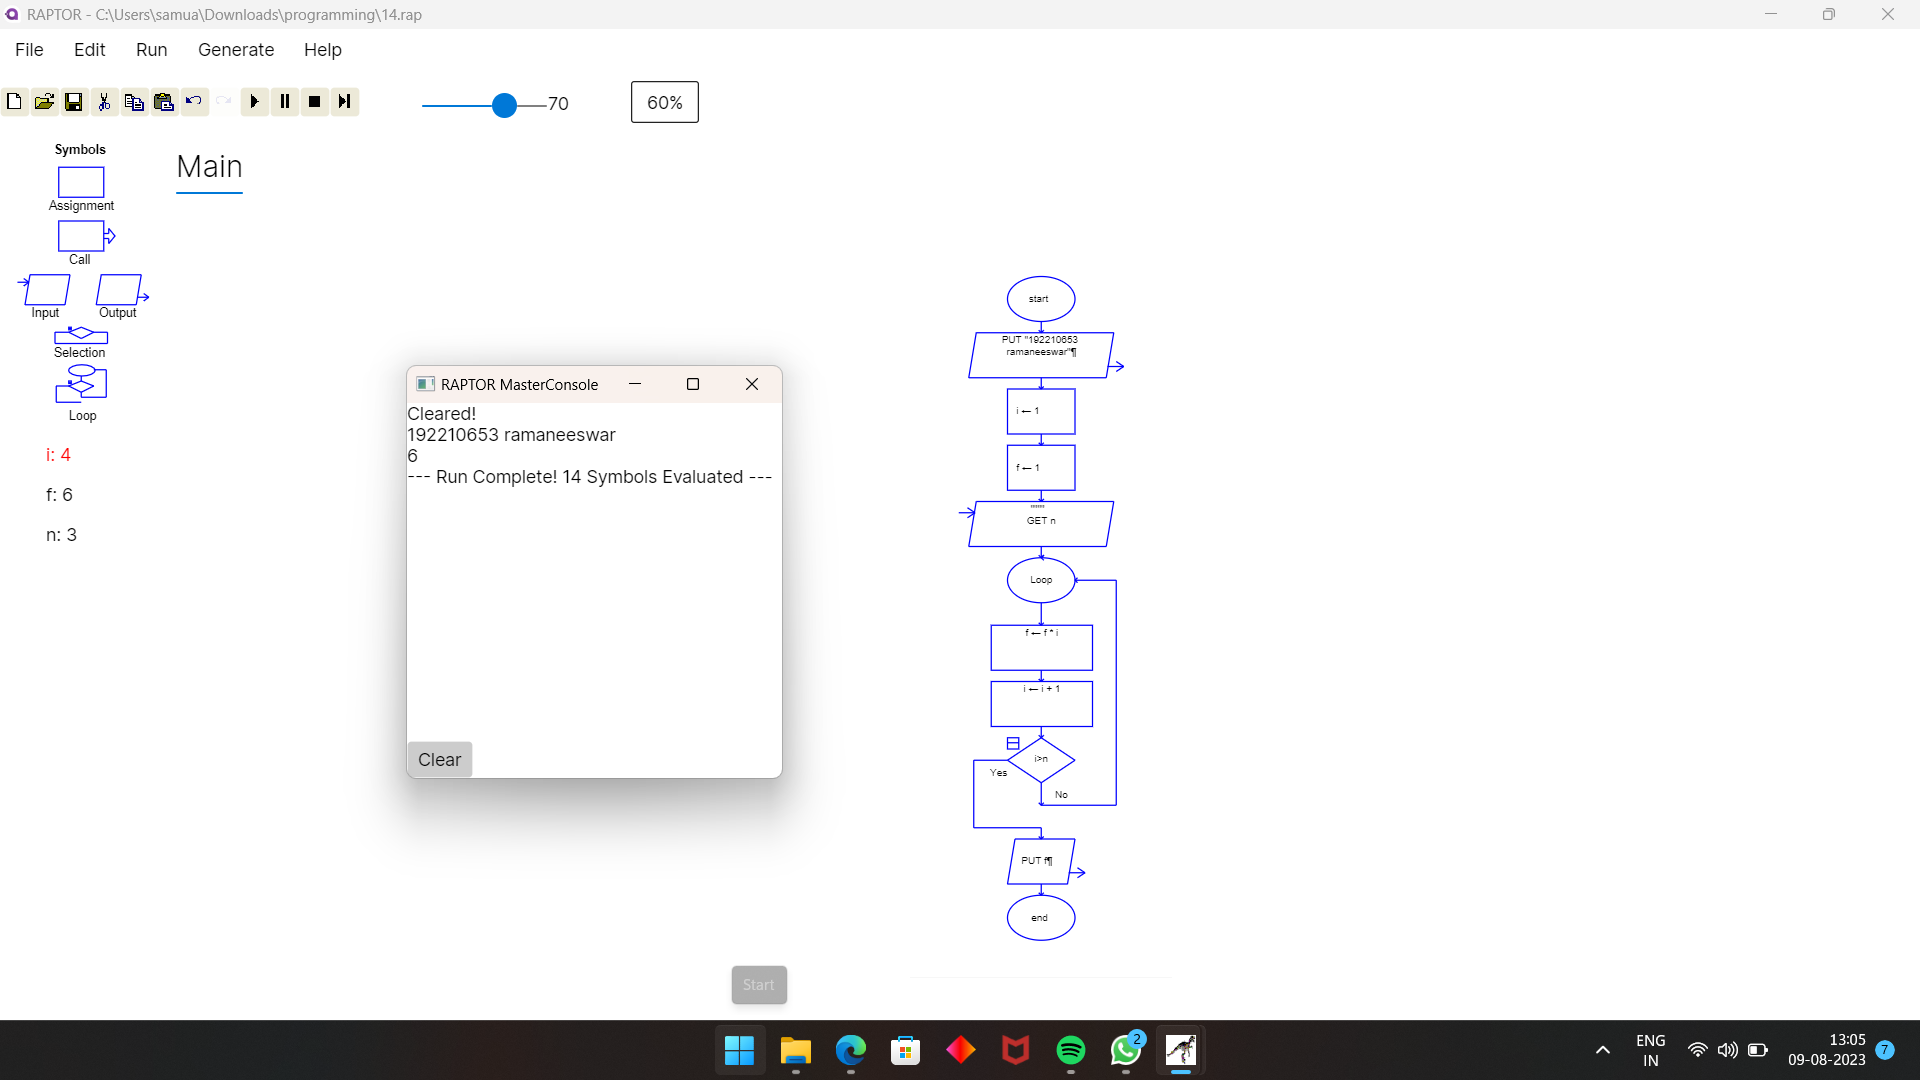 RAPTOR - C:\Users\samua\Downloads\programming\14.rap
File Edit Run Generate Help
70
60%
Symbols
Assignment
Call
Input Output
Selection
Loop
i: 4
f: 6
n: 3
Main
RAPTOR MasterConsole
Cleared!
192210653 ramaneeswar
6
--- Run Complete! 14 Symbols Evaluated ---
Clear
start
PUT "192210653
ramaneeswar"¶
i ← 1
f ← 1
""""
GET n
Loop
f ← f * i
i ← i + 1
i>n
Yes
No
PUT f¶
end
Start
2
ENG
IN
13:05
09-08-2023
7